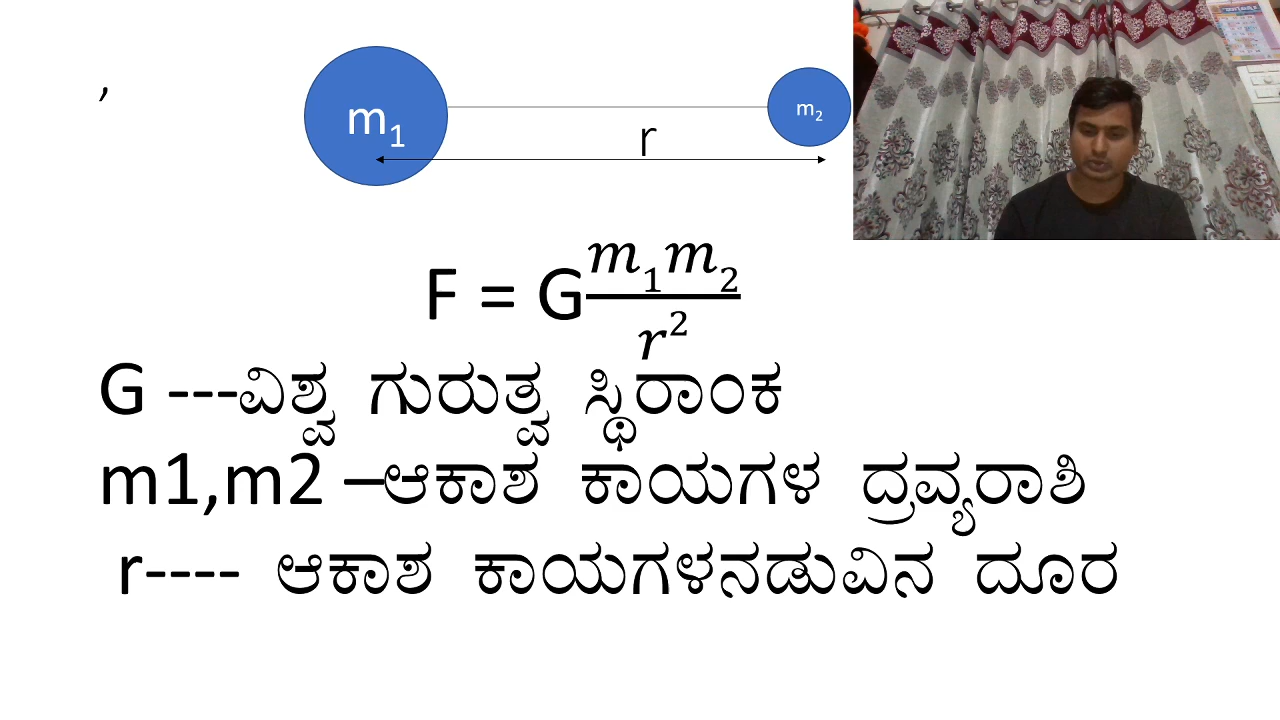 ,
m₁
m₂
r
F = G m₁m₂ / r²
G ---ವಿಶ್ವ ಗುರುತ್ವ ಸ್ಥಿರಾಂಕ
m1,m2 –ಆಕಾಶ ಕಾಯಗಳ ದ್ರವ್ಯರಾಶಿ
r---- ಆಕಾಶ ಕಾಯಗಳನಡುವಿನ ದೂರ